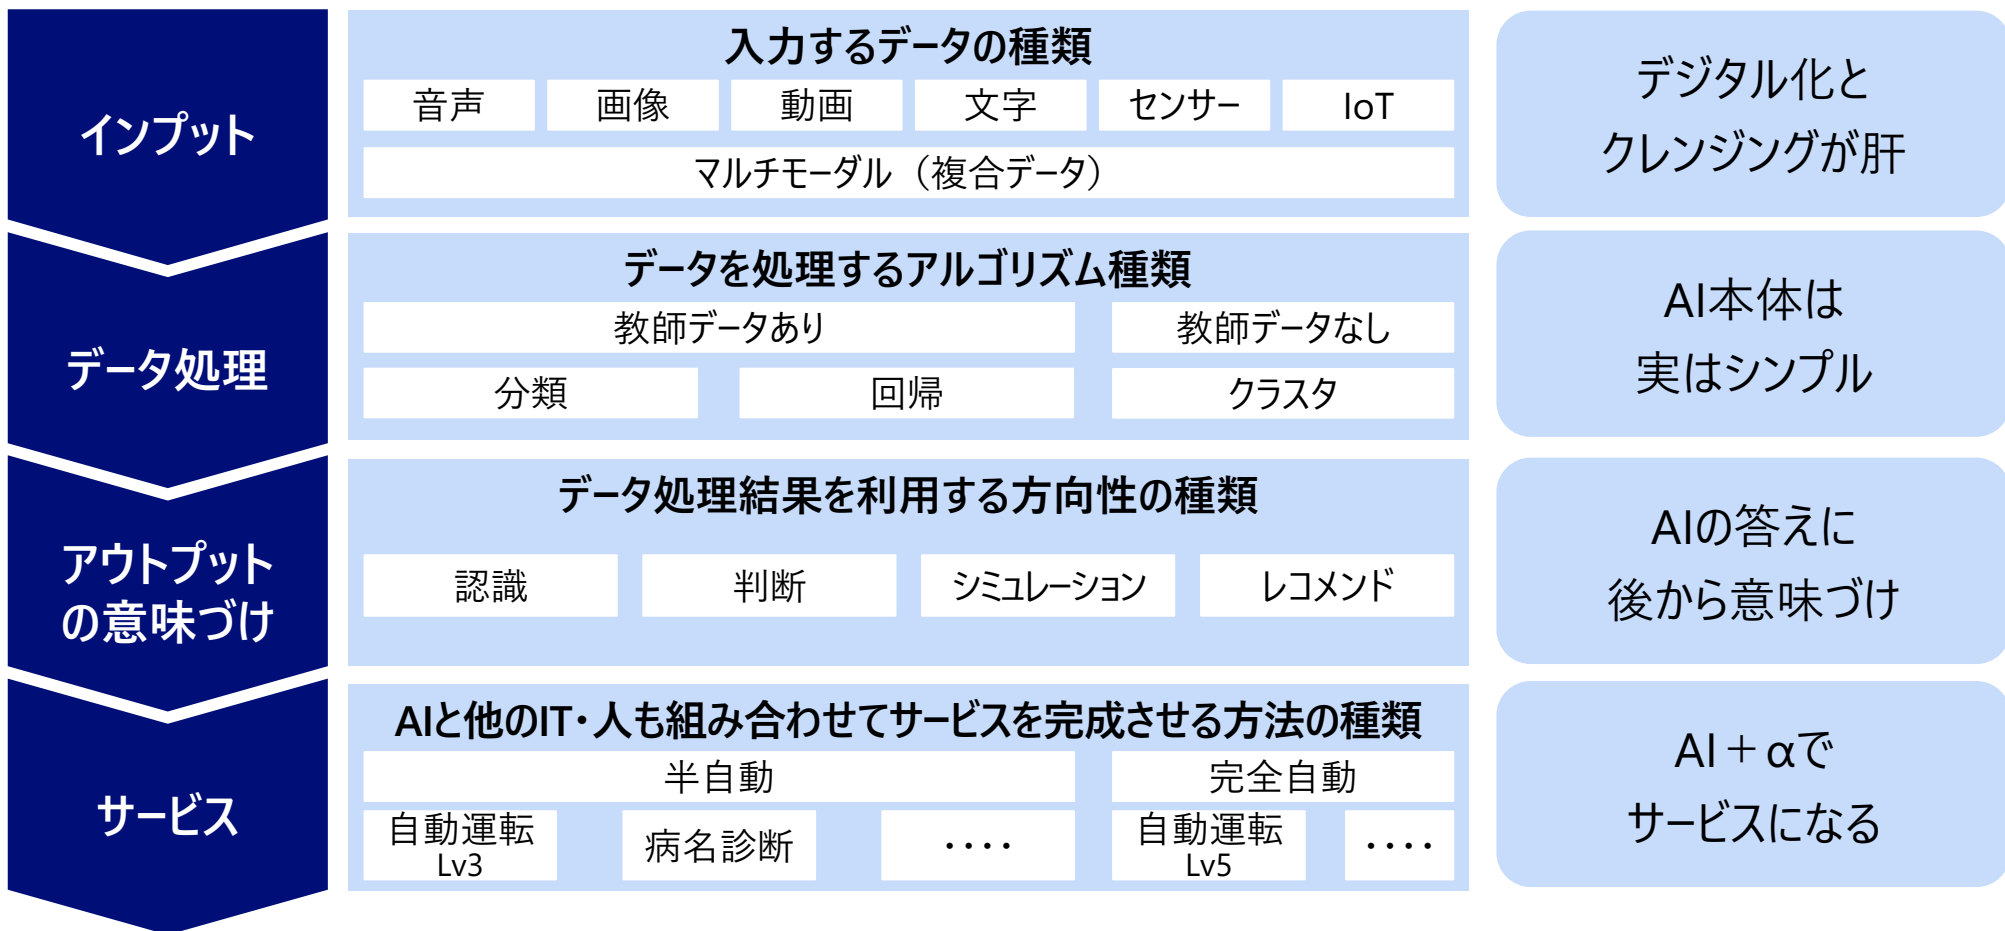 インプット
入力するデータの種類
音声
画像
動画
文字
センサー
IoT
マルチモーダル（複合データ）
デジタル化と
クレンジングが肝
データ処理
データを処理するアルゴリズム種類
教師データあり
教師データなし
分類
回帰
クラスタ
AI本体は
実はシンプル
アウトプット
の意味づけ
データ処理結果を利用する方向性の種類
認識
判断
シミュレーション
レコメンド
AIの答えに
後から意味づけ
サービス
AIと他のIT・人も組み合わせてサービスを完成させる方法の種類
半自動
完全自動
自動運転
Lv3
病名診断
････
自動運転
Lv5
････
AI＋αで
サービスになる